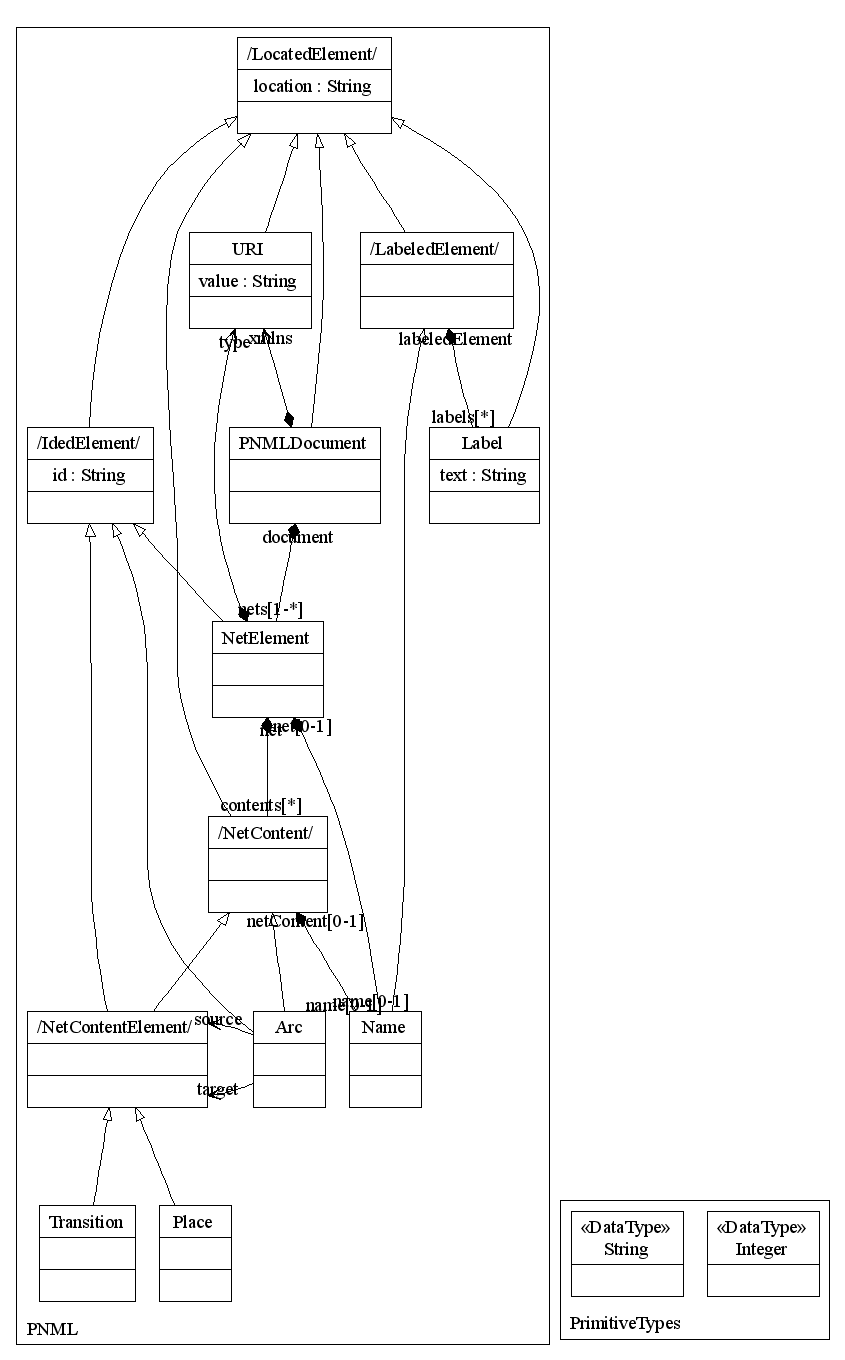 /LocatedElement/
location : String
URI
value : String
/LabeledElement/
type
xmlns
labeledElement
labels[*]
/IdedElement/
id : String
PNMLDocument
Label
text : String
document
nets[1-*]
NetElement
net
net[0-1]
contents[*]
/NetContent/
netContent[0-1]
name[0-1]
name[0-1]
/NetContentElement/
source
Arc
Name
target
Transition
Place
«DataType»
String
«DataType»
Integer
PrimitiveTypes
PNML